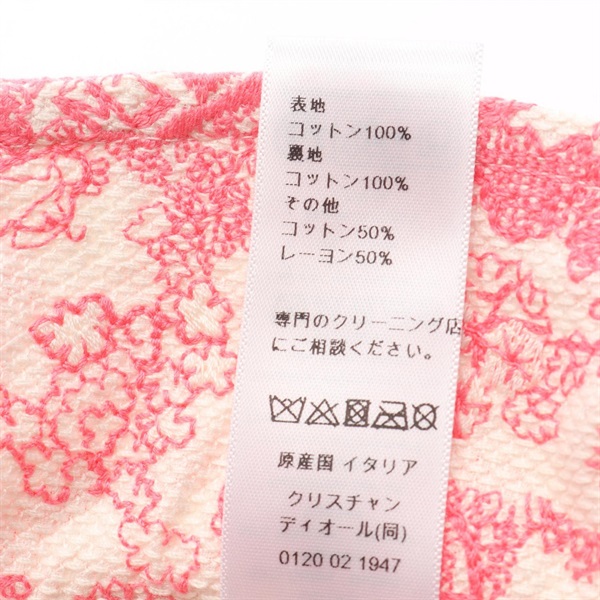 表地
コットン100%
裏地
コットン100%
その他
コットン50%
レーヨン50%
専門のクリーニング店
にご相談ください。
原産国 イタリア
クリスチャン
ディオール(同)
0120 02 1947